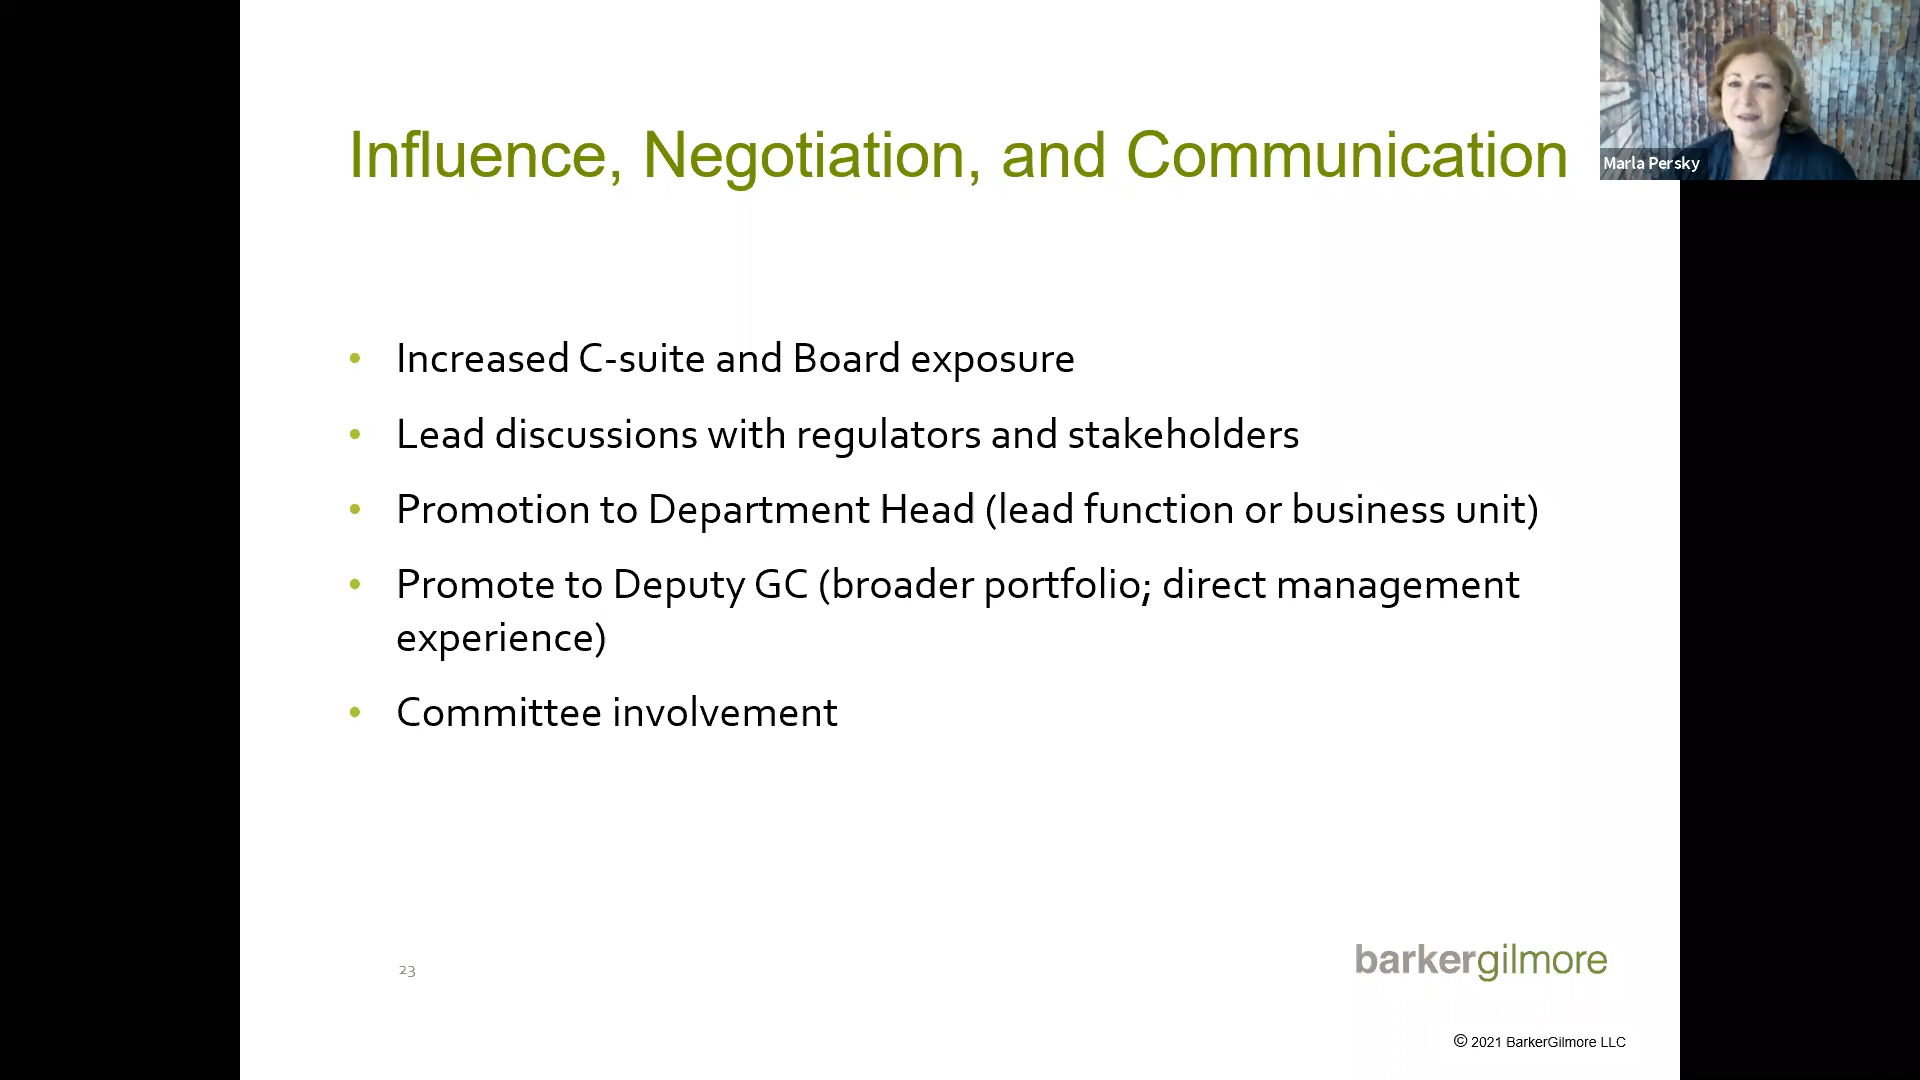 Influence, Negotiation, and Communication
Marla Persky
• Increased C-suite and Board exposure
• Lead discussions with regulators and stakeholders
• Promotion to Department Head (lead function or business unit)
• Promote to Deputy GC (broader portfolio; direct management
experience)
• Committee involvement
23
barkergilmore
© 2021 BarkerGilmore LLC